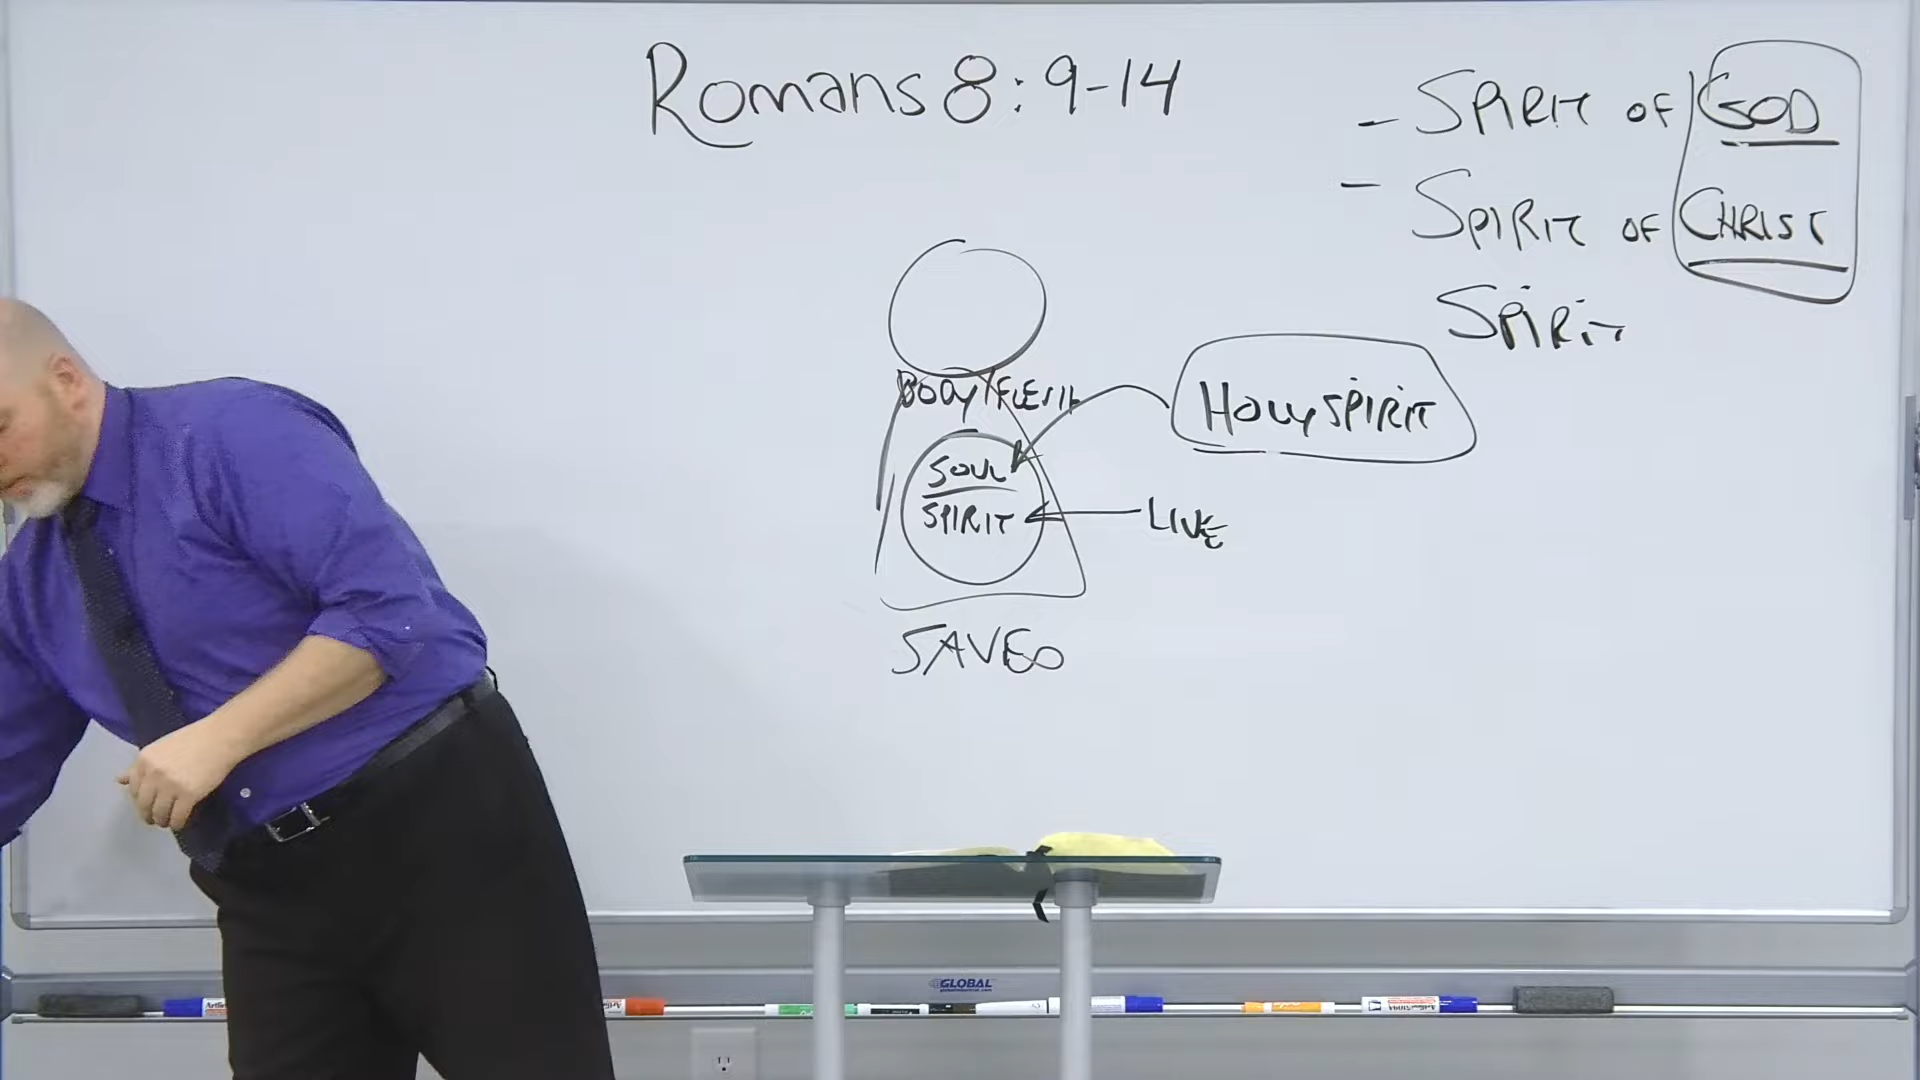 Romans 8:9-14
- SPIRIT OF GOD
- SPIRIT OF CHRIST
SPIRIT
BODY/FLESH
HOLY SPIRIT
SOUL
SPIRIT
LIVE
SAVED
GLOBAL